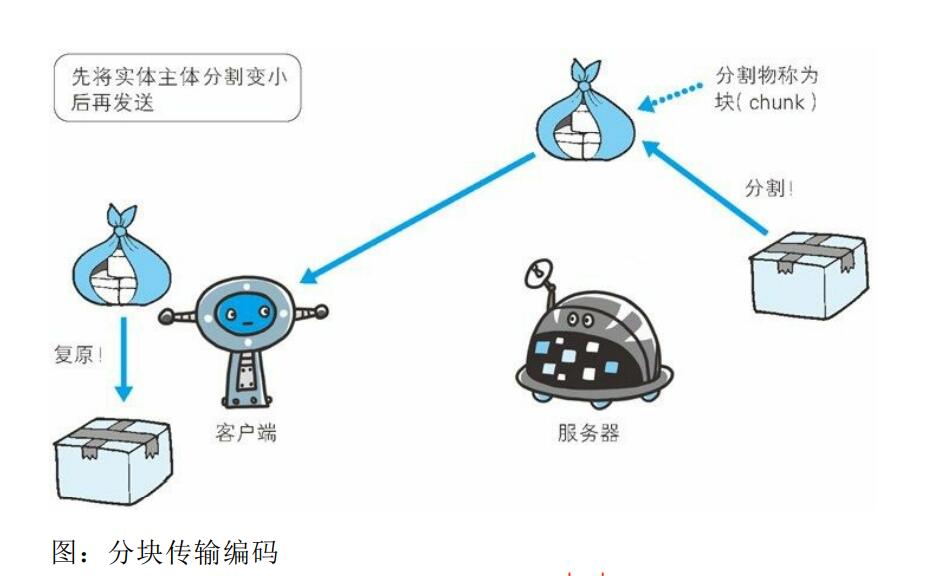 先将实体主体分割变小
后再发送
分割物称为
块( chunk )
分割!
复原!
客户端
服务器
图: 分块传输编码